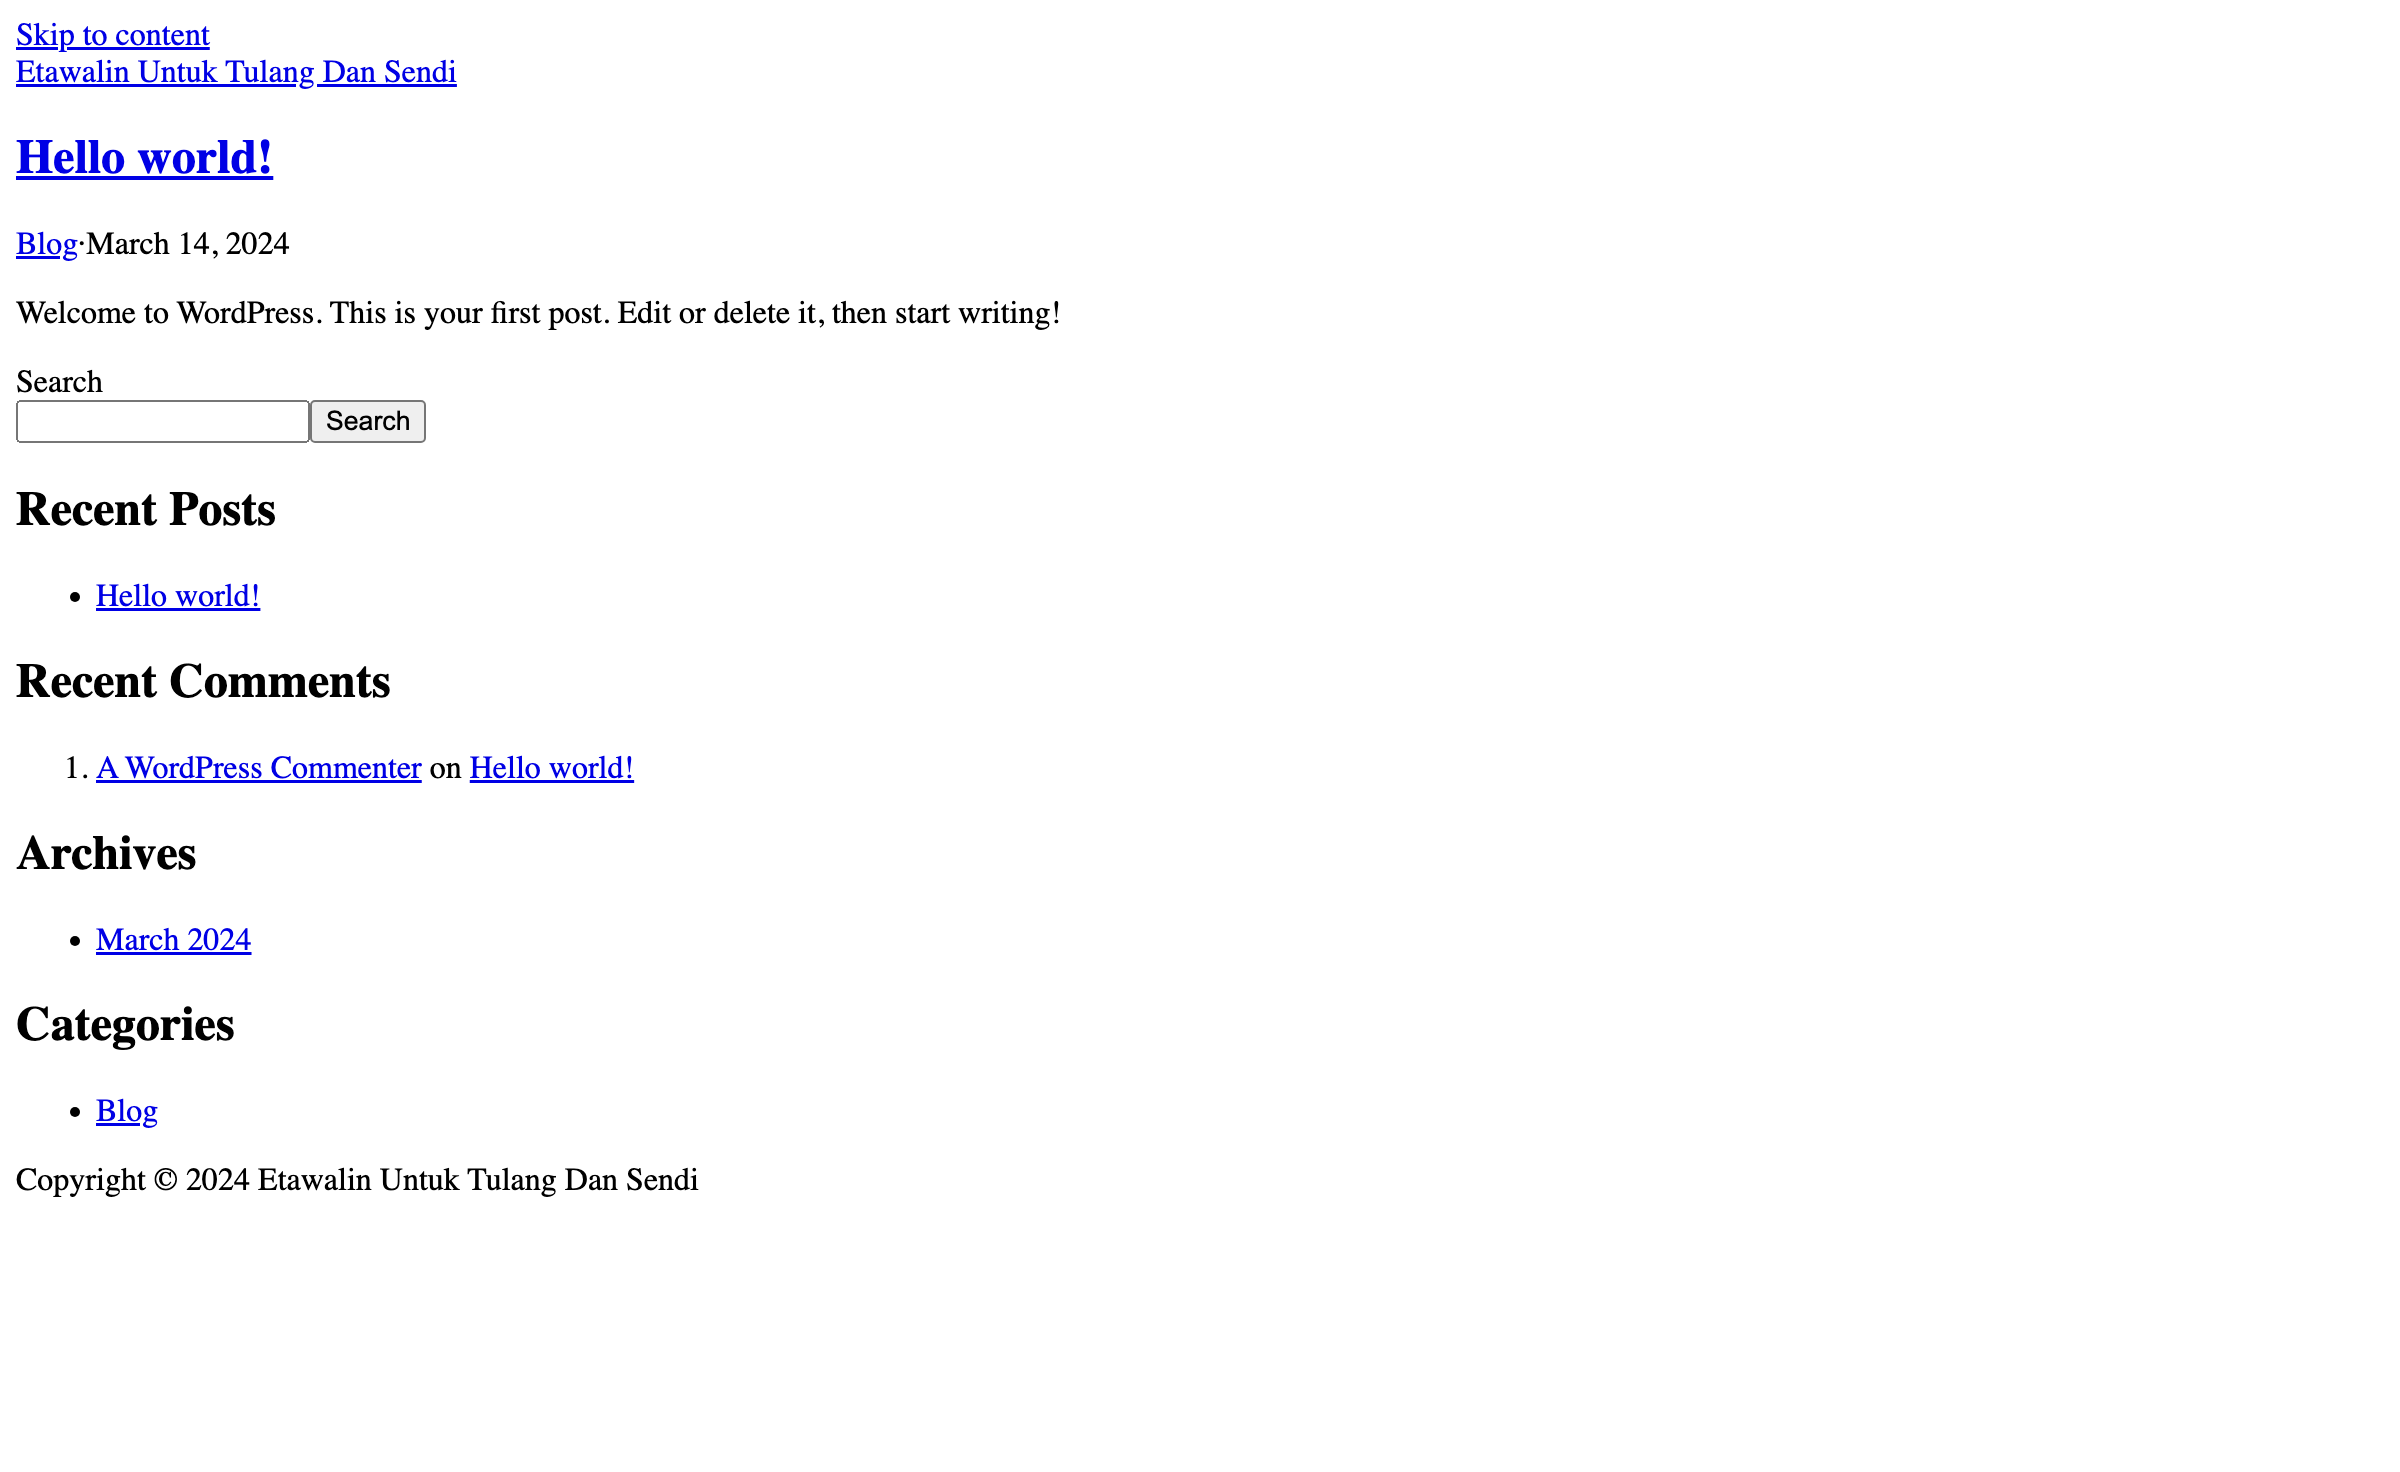 Skip to content
Etawalin Untuk Tulang Dan Sendi
Hello world!
Blog·March 14, 2024
Welcome to WordPress. This is your first post. Edit or delete it, then start writing!
Search
Search
Recent Posts
• Hello world!
Recent Comments
1. A WordPress Commenter on Hello world!
Archives
• March 2024
Categories
• Blog
Copyright © 2024 Etawalin Untuk Tulang Dan Sendi